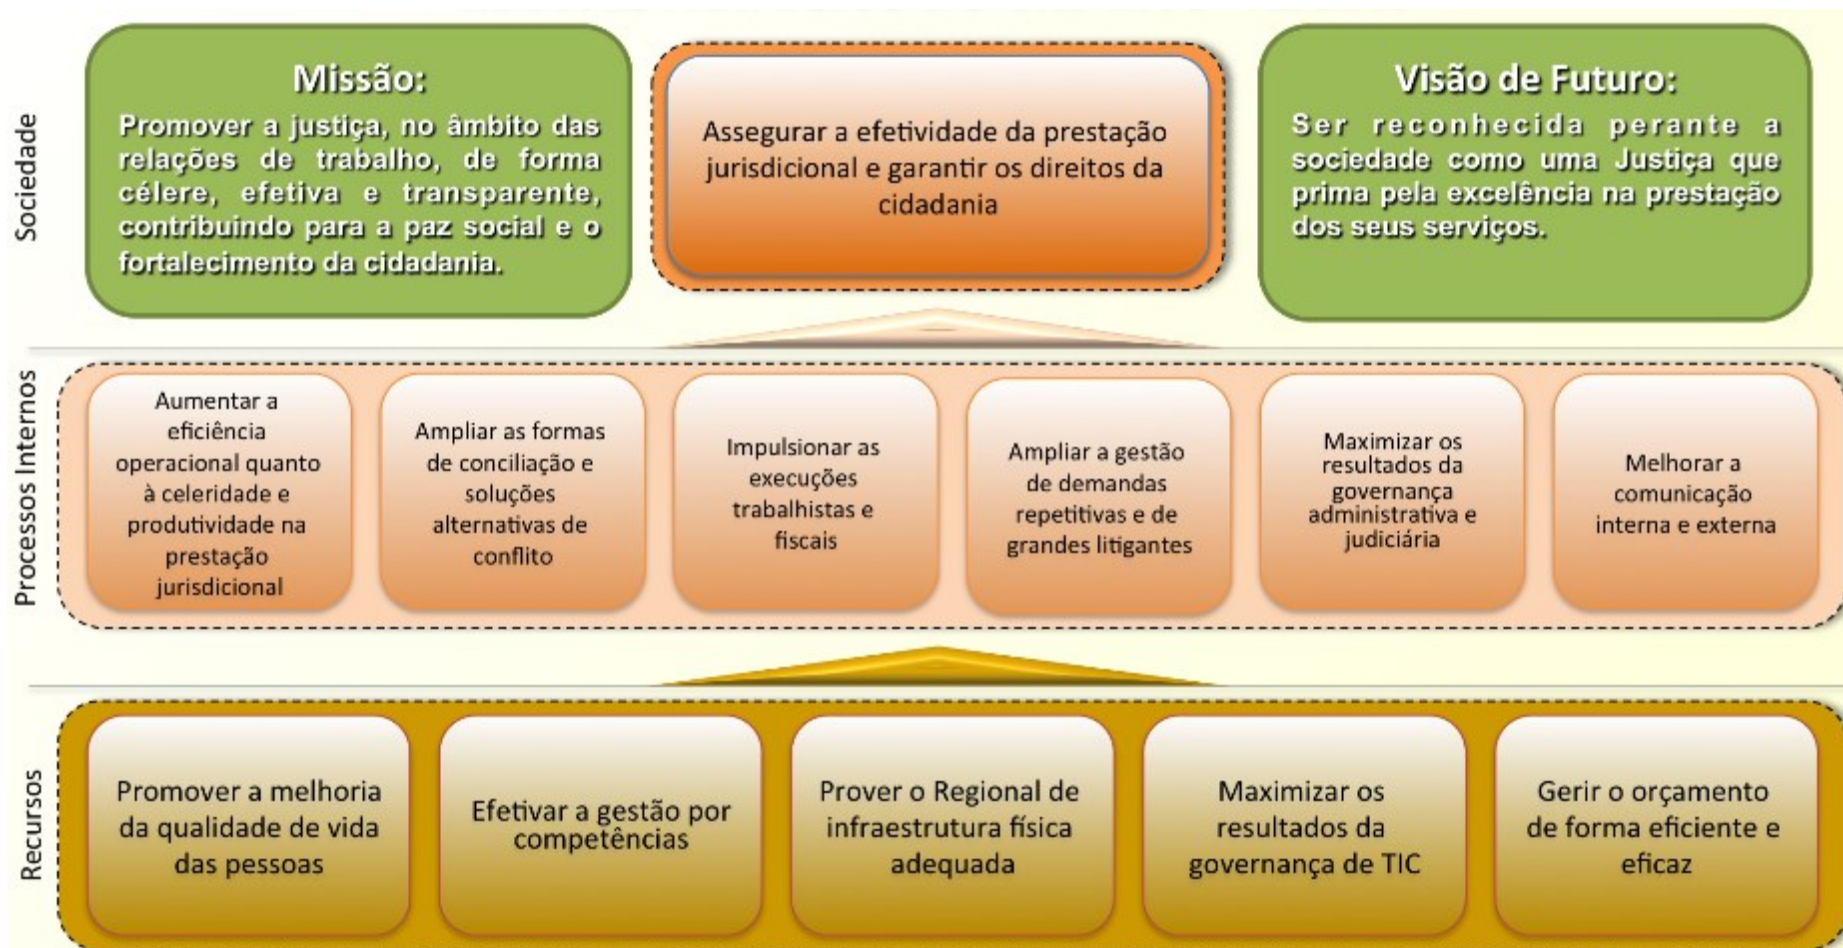 Sociedade
Missão:
Promover a justiça, no âmbito das
relações de trabalho, de forma
célere, efetiva e transparente,
contribuindo para a paz social e o
fortalecimento da cidadania.
Assegurar a efetividade da prestação
jurisdicional e garantir os direitos da
cidadania
Visão de Futuro:
Ser reconhecida perante a
sociedade como uma Justiça que
prima pela excelência na prestação
dos seus serviços.
Processos Internos
Aumentar a
eficiência
operacional quanto
à celeridade e
produtividade na
prestação
jurisdicional
Ampliar as formas
de conciliação e
soluções
alternativas de
conflito
Impulsionar as
execuções
trabalhistas e
fiscais
Ampliar a gestão
de demandas
repetitivas e de
grandes litigantes
Maximizar os
resultados da
governança
administrativa e
judiciária
Melhorar a
comunicação
interna e externa
Recursos
Promover a melhoria
da qualidade de vida
das pessoas
Efetivar a gestão por
competências
Prover o Regional de
infraestrutura física
adequada
Maximizar os
resultados da
governança de TIC
Gerir o orçamento
de forma eficiente e
eficaz